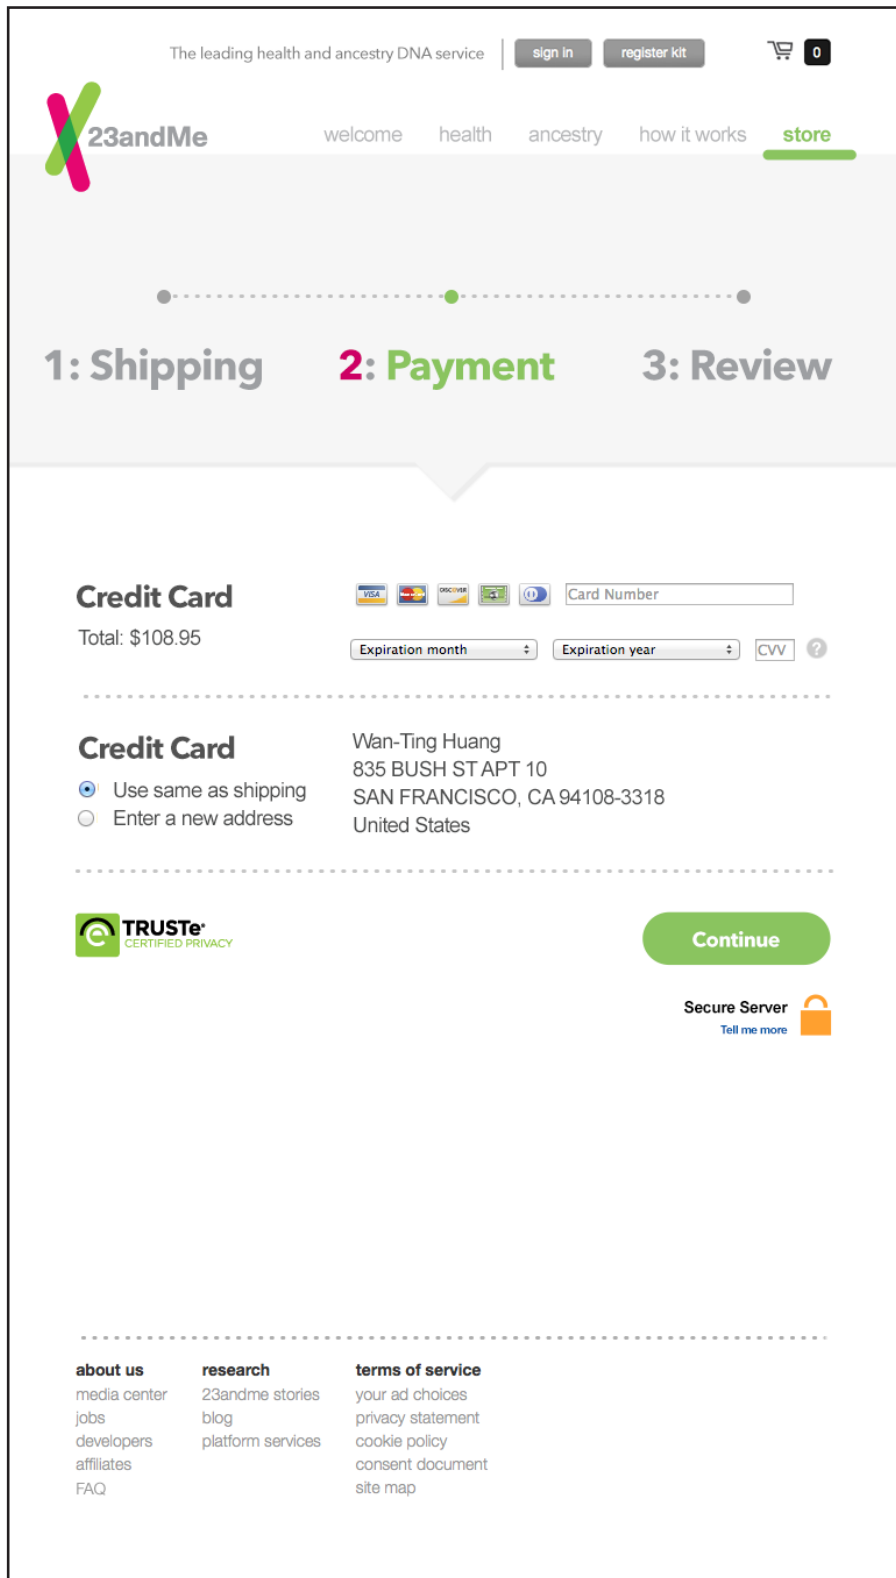 The leading health and ancestry DNA service sign in register kit 0
23andMe welcome health ancestry how it works store
1: Shipping 2: Payment 3: Review
Credit Card VISA DISCOVER Card Number
Total: $108.95 Expiration month Expiration year CVV ?
Credit Card
Use same as shipping
Enter a new address
Wan-Ting Huang
835 BUSH ST APT 10
SAN FRANCISCO, CA 94108-3318
United States
TRUSTe
CERTIFIED PRIVACY
Continue
Secure Server
Tell me more
about us
media center
jobs
developers
affiliates
FAQ
research
23andme stories
blog
platform services
terms of service
your ad choices
privacy statement
cookie policy
consent document
site map